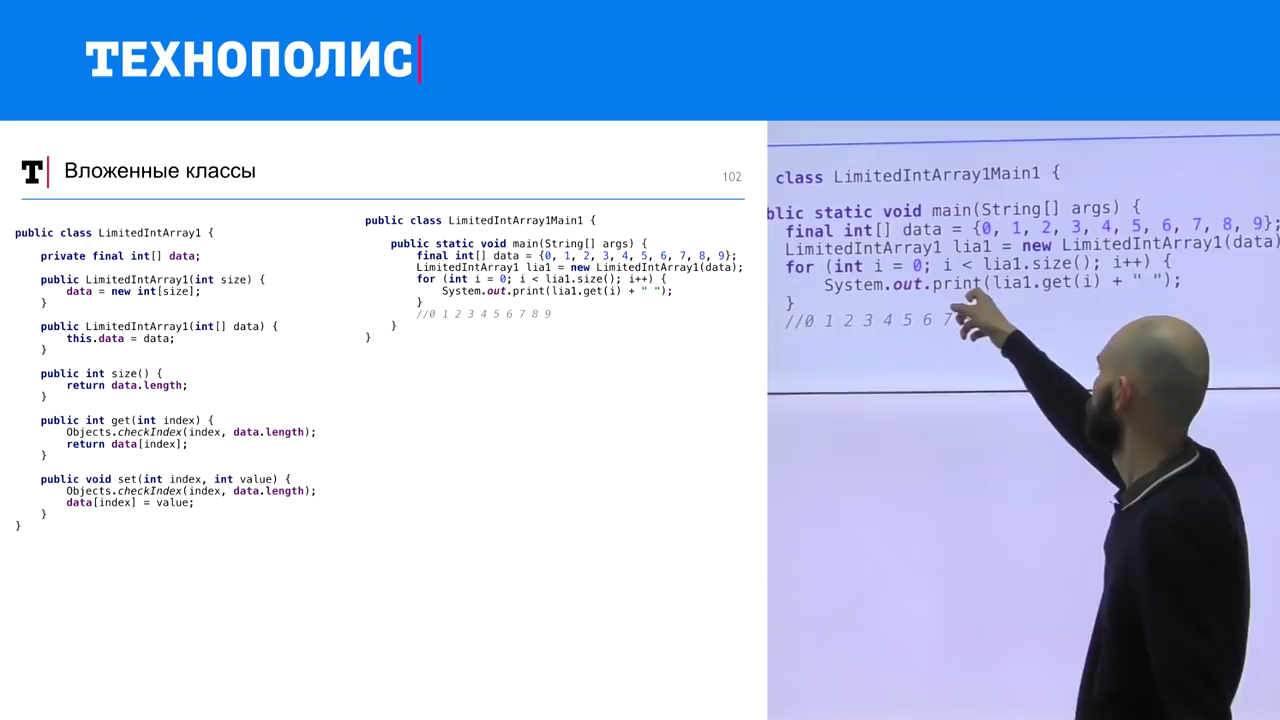 ТЕХНОПОЛИС
T
Вложенные классы
102
public class LimitedIntArray1 {
private final int[] data;
public LimitedIntArray1(int size) {
data = new int[size];
}
public LimitedIntArray1(int[] data) {
this.data = data;
}
public int size() {
return data.length;
}
public int get(int index) {
Objects.checkIndex(index, data.length);
return data[index];
}
public void set(int index, int value) {
Objects.checkIndex(index, data.length);
data[index] = value;
}
}
public class LimitedIntArray1Main1 {
public static void main(String[] args) {
final int[] data = {0, 1, 2, 3, 4, 5, 6, 7, 8, 9};
LimitedIntArray1 lia1 = new LimitedIntArray1(data);
for (int i = 0; i < lia1.size(); i++) {
System.out.print(lia1.get(i) + " ");
}
//0 1 2 3 4 5 6 7 8 9
}
}
class LimitedIntArray1Main1 {
blic static void main(String[] args) {
final int[] data = {0, 1, 2, 3, 4, 5, 6, 7, 8, 9};
LimitedIntArray1 lia1 = new LimitedIntArray1(data)
for (int i = 0; i < lia1.size(); i++) {
System.out.print(lia1.get(i) + " ");
}
//0 1 2 3 4 5 6 7